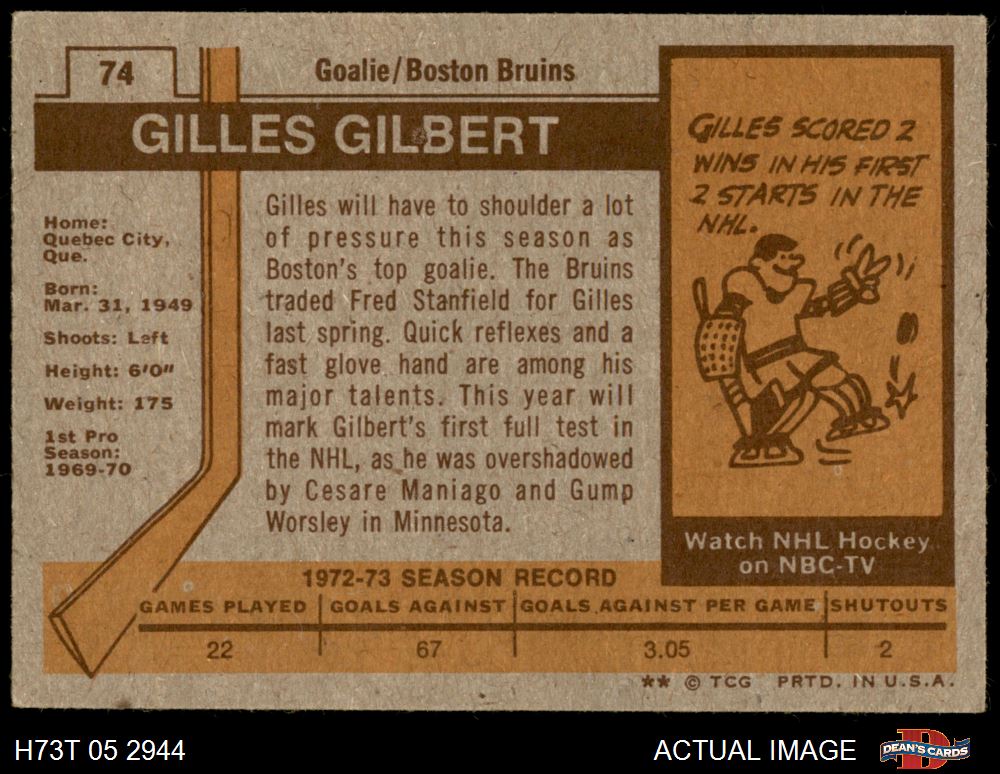 74
Goalie/Boston Bruins
GILLES GILBERT
Home:
Quebec City,
Que.
Born:
Mar. 31, 1949
Shoots: Left
Height: 6'0"
Weight: 175
1st Pro
Season:
1969-70
Gilles will have to shoulder a lot
of pressure this season as
Boston's top goalie. The Bruins
traded Fred Stanfield for Gilles
last spring. Quick reflexes and a
fast glove hand are among his
major talents. This year will
mark Gilbert's first full test in
the NHL, as he was overshadowed
by Cesare Maniago and Gump
Worsley in Minnesota.
GILLES SCORED 2
WINS IN HIS FIRST
2 STARTS IN THE
NHL.
Watch NHL Hockey
on NBC-TV
1972-73 SEASON RECORD
GAMES PLAYED GOALS AGAINST GOALS AGAINST PER GAME SHUTOUTS
22 67 3.05 2
** © TCG PRTD. IN U.S.A.
H73T 05 2944
ACTUAL IMAGE
DEAN'S CARDS